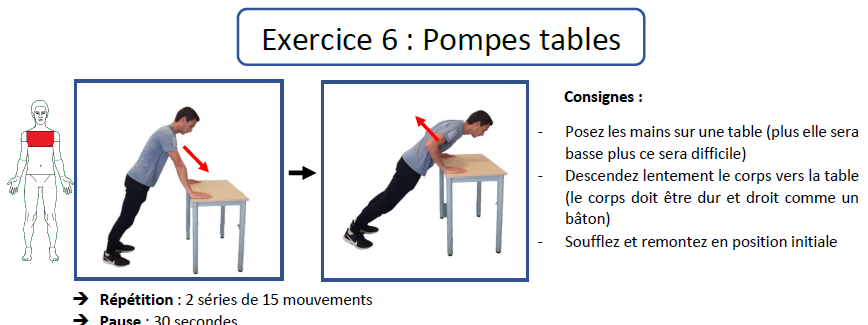 Exercice 6 : Pompes tables
Consignes :
- Posez les mains sur une table (plus elle sera
basse plus ce sera difficile)
- Descendez lentement le corps vers la table
(le corps doit être dur et droit comme un
bâton)
- Soufflez et remontez en position initiale
➔ Répétition : 2 séries de 15 mouvements
➔ Pause : 30 secondes